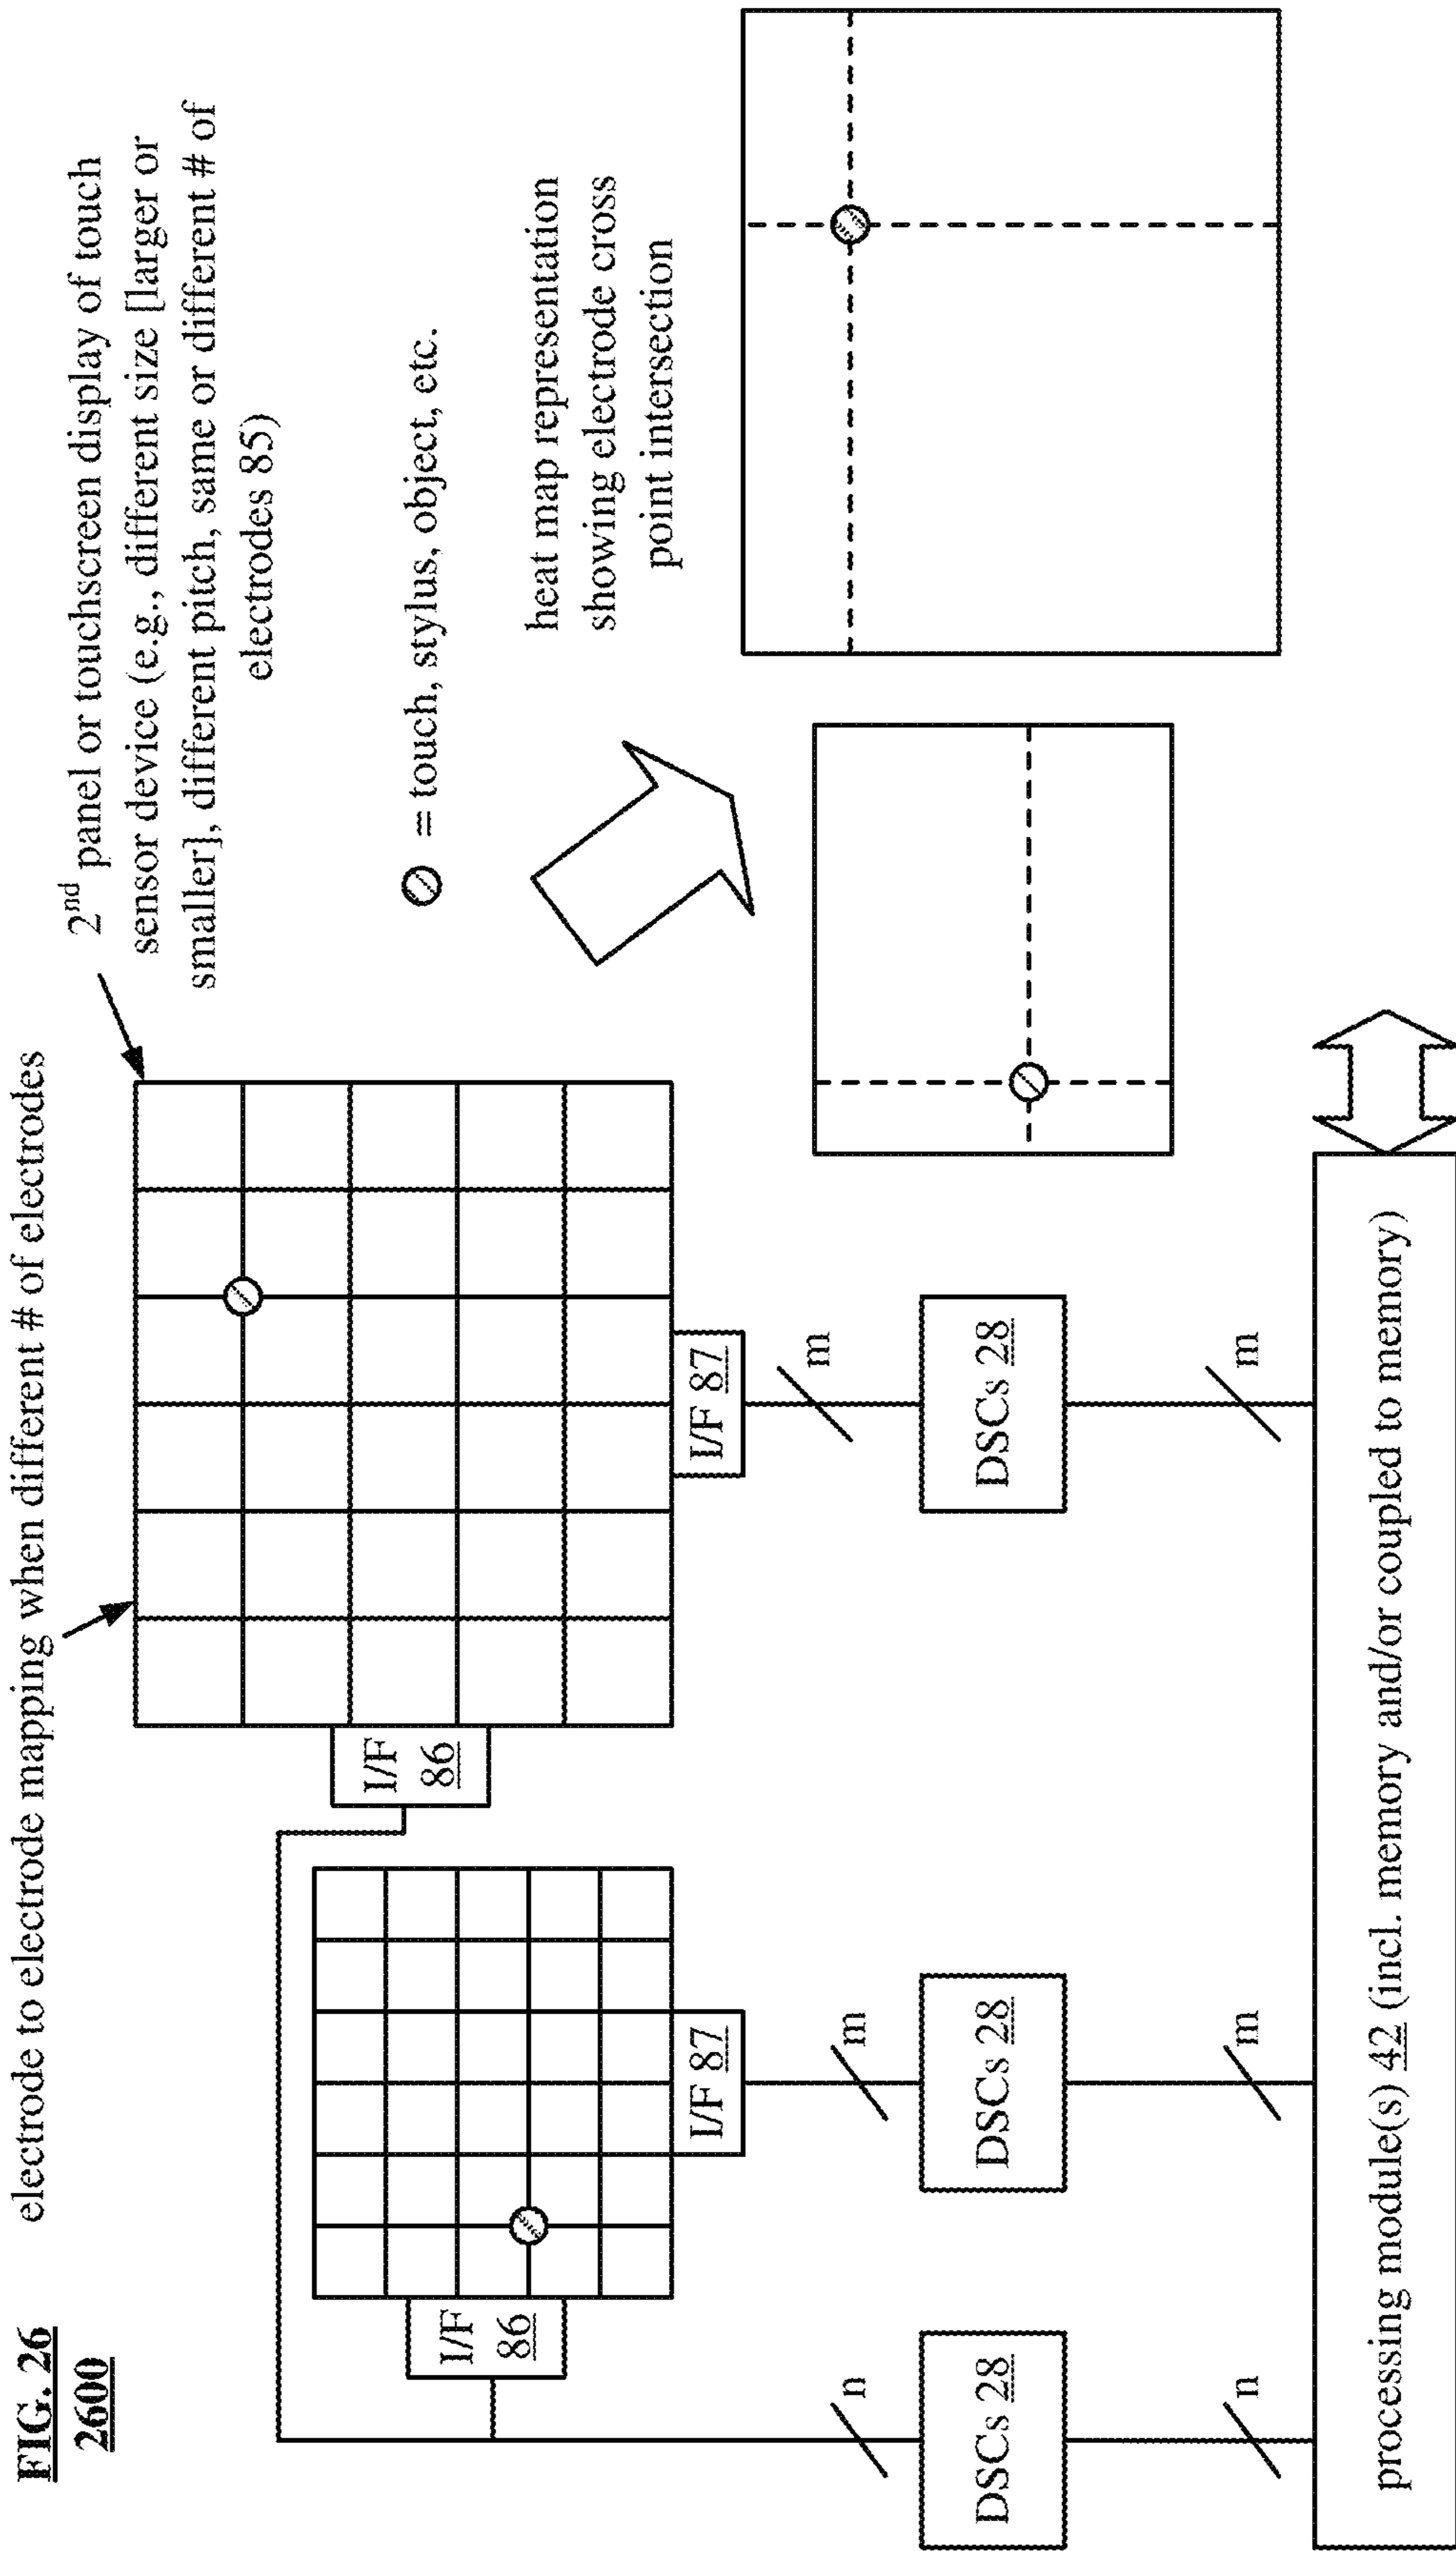 FIG. 26
2600
electrode to electrode mapping when different # of electrodes
2nd panel or touchscreen display of touch
sensor device (e.g., different size [larger or
smaller], different pitch, same or different # of
electrodes 85)
= touch, stylus, object, etc.
heat map representation
showing electrode cross
point intersection
I/F
86
I/F
86
I/F 87
I/F 87
n
m
m
DSCs 28
DSCs 28
DSCs 28
n
m
m
processing module(s) 42 (incl. memory and/or coupled to memory)